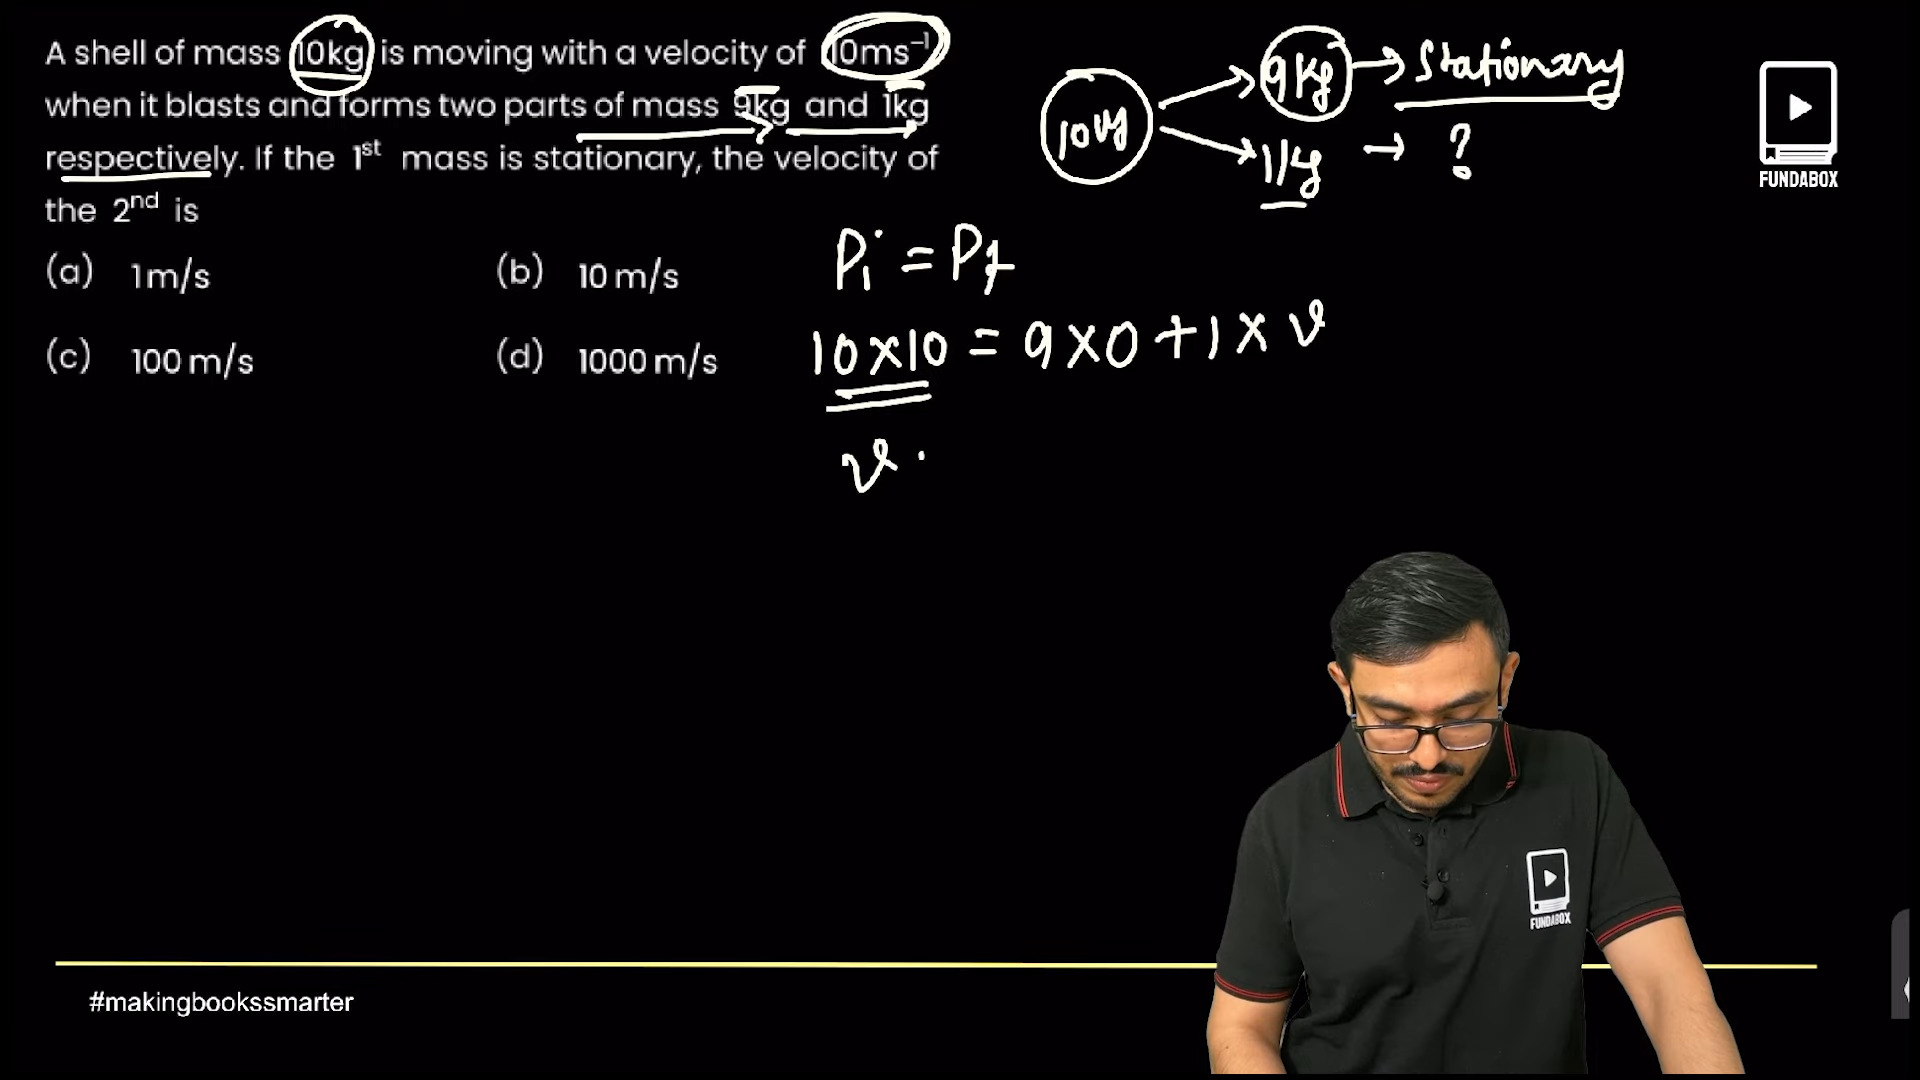 A shell of mass 10kg is moving with a velocity of 10ms⁻¹
when it blasts and forms two parts of mass 9kg and 1kg
respectively. If the 1st mass is stationary, the velocity of
the 2nd is
(a) 1 m/s
(b) 10 m/s
(c) 100 m/s
(d) 1000 m/s
10kg
9kg → Stationary
1kg → ?
FUNDABOX
Pi = Pf
10×10 = 9×0+1×v
v
FUNDABOX
#makingbookssmarter